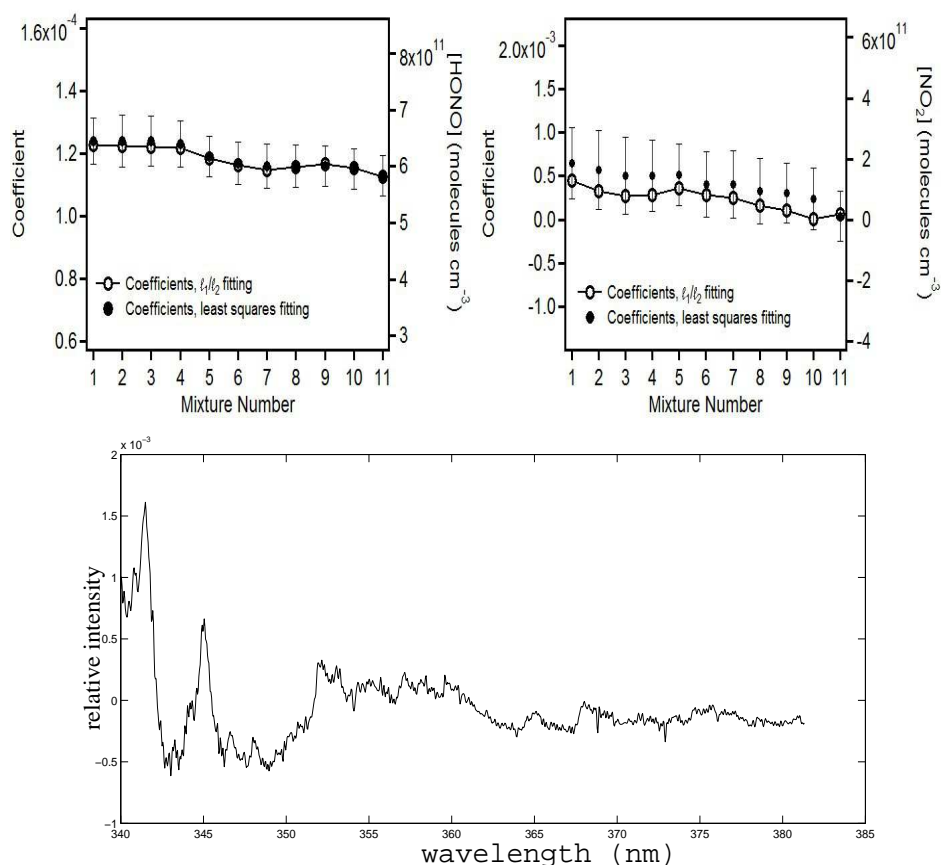 1.6x10⁻⁴
1.4
1.2
1.0
0.8
0.6
Coefficient
8x10¹¹
7
6
5
4
3
[HONO] (molecules cm⁻³)
Coefficients, ℓ₁/ℓ₂ fitting
Coefficients, least squares fitting
1 2 3 4 5 6 7 8 9 10 11
Mixture Number
2.0x10⁻³
1.0
0.5
0.0
-0.5
-1.0
Coefficient
6x10¹¹
4
2
0
-2
-4
[NO₂] (molecules cm⁻³)
Coefficients, ℓ₁/ℓ₂ fitting
Coefficients, least squares fitting
1 2 3 4 5 6 7 8 9 10 11
Mixture Number
x 10⁻³
2
1.5
1
0.5
0
−0.5
−1
relative intensity
340 345 350 355 360 365 370 375 380 385
wavelength (nm)